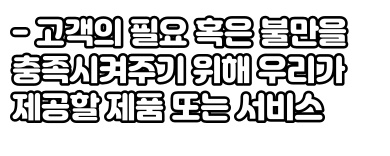 - 고객의 필요 혹은 불만을
충족시켜주기 위해 우리가
제공할 제품 또는 서비스